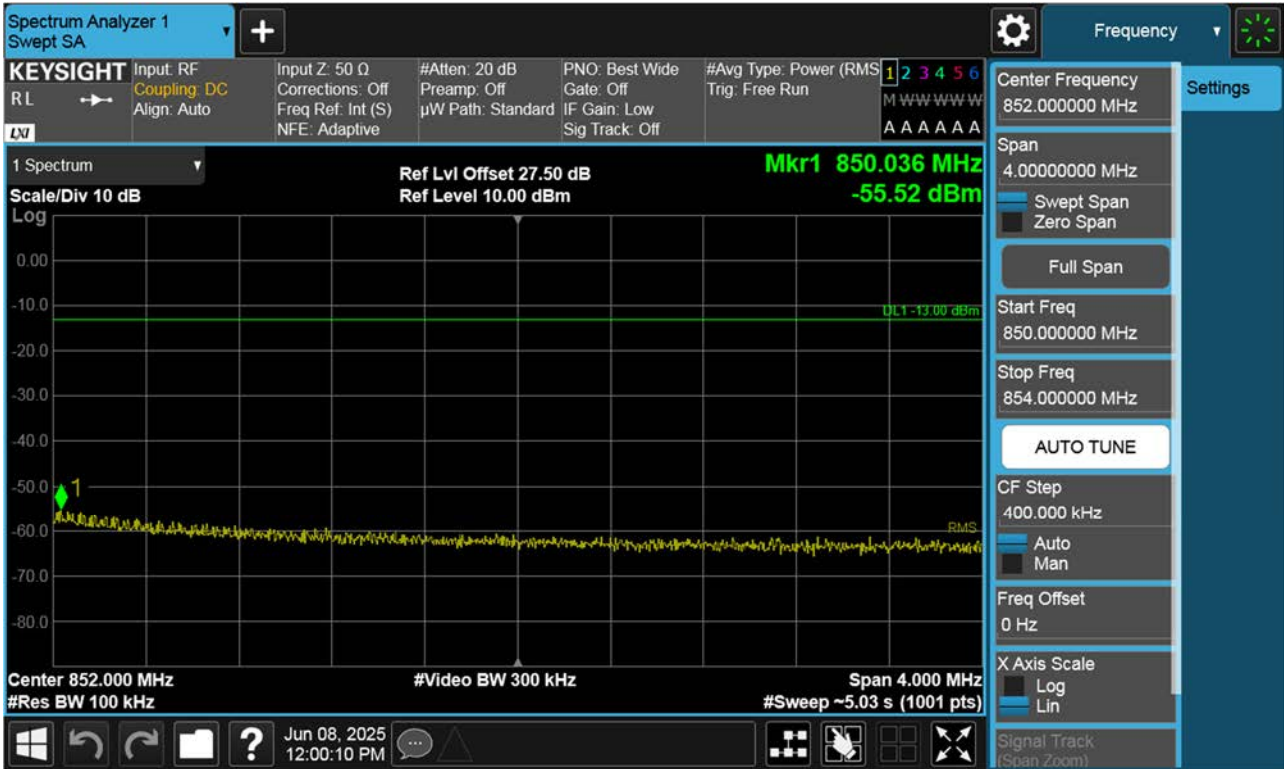 Spectrum Analyzer 1
Swept SA
+
Frequency
KEYSIGHT
RL
LXI
Input: RF
Coupling: DC
Align: Auto
Input Z: 50 Ω
Corrections: Off
Freq Ref: Int (S)
NFE: Adaptive
#Atten: 20 dB
Preamp: Off
µW Path: Standard
PNO: Best Wide
Gate: Off
IF Gain: Low
Sig Track: Off
#Avg Type: Power (RMS
Trig: Free Run
1 2 3 4 5 6
M W W W W W
A A A A A A
1 Spectrum
Scale/Div 10 dB
Log
Ref Lvl Offset 27.50 dB
Ref Level 10.00 dBm
Mkr1 850.036 MHz
-55.52 dBm
0.00
-10.0
DL1 -13.00 dBm
-20.0
-30.0
-40.0
-50.0
1
-60.0
RMS
-70.0
-80.0
Center 852.000 MHz
#Video BW 300 kHz
Span 4.000 MHz
#Res BW 100 kHz
#Sweep ~5.03 s (1001 pts)
Center Frequency
852.000000 MHz
Settings
Span
4.00000000 MHz
Swept Span
Zero Span
Full Span
Start Freq
850.000000 MHz
Stop Freq
854.000000 MHz
AUTO TUNE
CF Step
400.000 kHz
Auto
Man
Freq Offset
0 Hz
X Axis Scale
Log
Lin
Signal Track
(Span Zoom)
?
Jun 08, 2025
12:00:10 PM